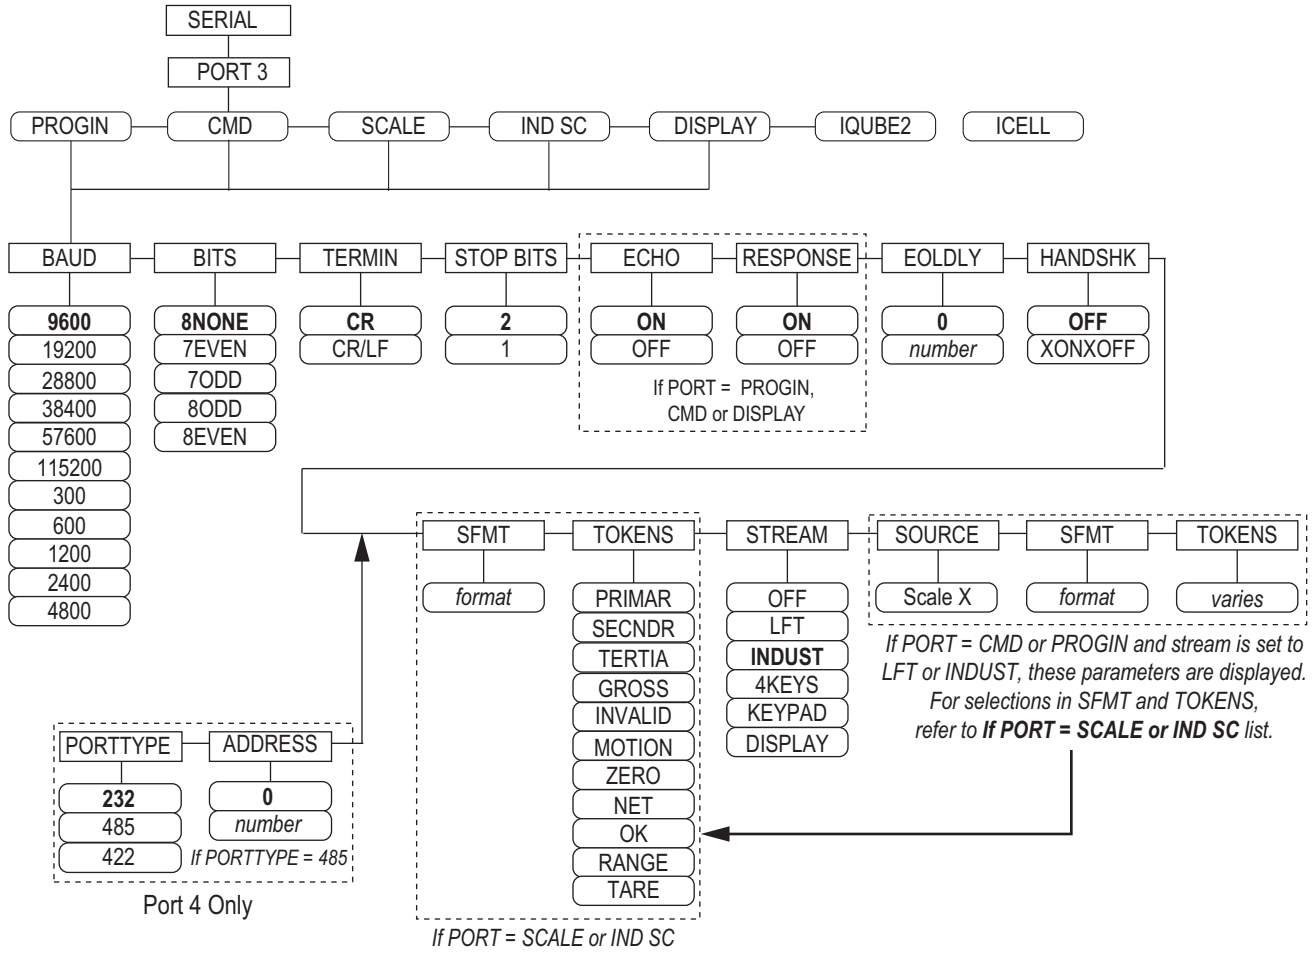 SERIAL
PORT 3
PROGIN CMD SCALE IND SC DISPLAY IQUBE2 ICELL
BAUD BITS TERMIN STOP BITS ECHO RESPONSE EOLDLY HANDSHK
9600 8NONE CR 2 ON ON 0 OFF
19200 7EVEN CR/LF 1 OFF OFF number XONXOFF
28800 7ODD
38400 8ODD
57600 8EVEN
115200
300
600
1200
2400
4800
If PORT = PROGIN,
CMD or DISPLAY
SFMT TOKENS STREAM SOURCE SFMT TOKENS
format PRIMAR OFF Scale X format varies
SECNDR LFT
TERTIA INDUST
GROSS 4KEYS
INVALID KEYPAD
MOTION DISPLAY
ZERO
NET
OK
RANGE
TARE
If PORT = CMD or PROGIN and stream is set to
LFT or INDUST, these parameters are displayed.
For selections in SFMT and TOKENS,
refer to If PORT = SCALE or IND SC list.
PORTTYPE ADDRESS
232 0
485 number
422 If PORTTYPE = 485
Port 4 Only
If PORT = SCALE or IND SC